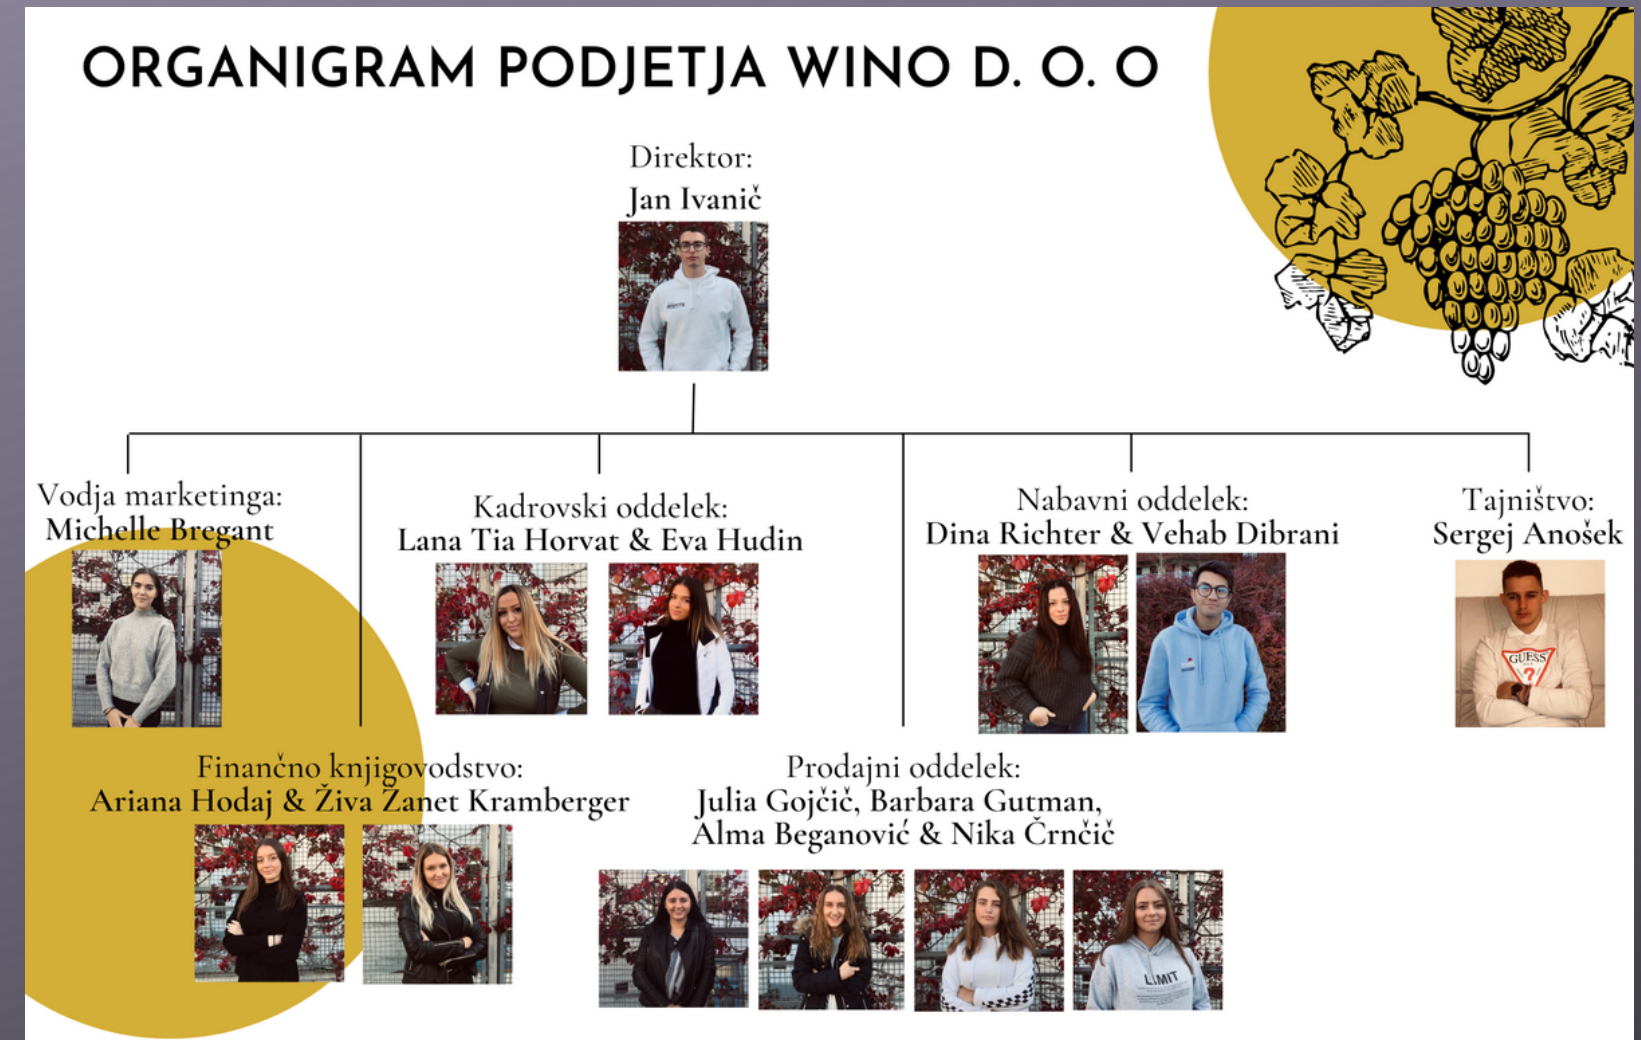 ORGANIGRAM PODJETJA WINO D. O. O
Direktor:
Jan Ivanič
Vodja marketinga:
Michelle Bregant
Kadrovski oddelek:
Lana Tia Horvat & Eva Hudin
Nabavni oddelek:
Dina Richter & Vehab Dibrani
Tajništvo:
Sergej Anošek
GUESS
?
Finančno knjigovodstvo:
Ariana Hodaj & Živa Žanet Kramberger
Prodajni oddelek:
Julia Gojčič, Barbara Gutman,
Alma Beganović & Nika Črnčič